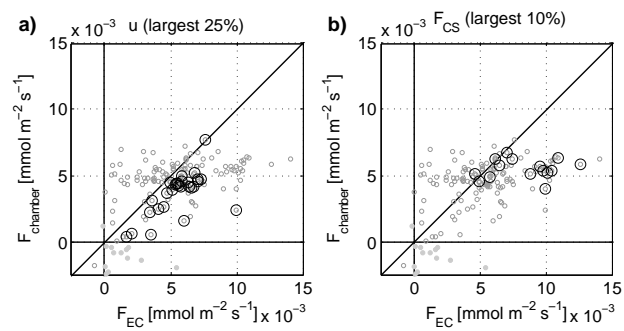 a) x 10⁻³ u (largest 25%)
15
10
5
0
0 5 10 15
F_chamber [mmol m⁻² s⁻¹]
F_EC [mmol m⁻² s⁻¹] x 10⁻³
b) x 10⁻³ F_CS (largest 10%)
15
10
5
0
0 5 10 15
F_chamber [mmol m⁻² s⁻¹]
F_EC [mmol m⁻² s⁻¹] x 10⁻³